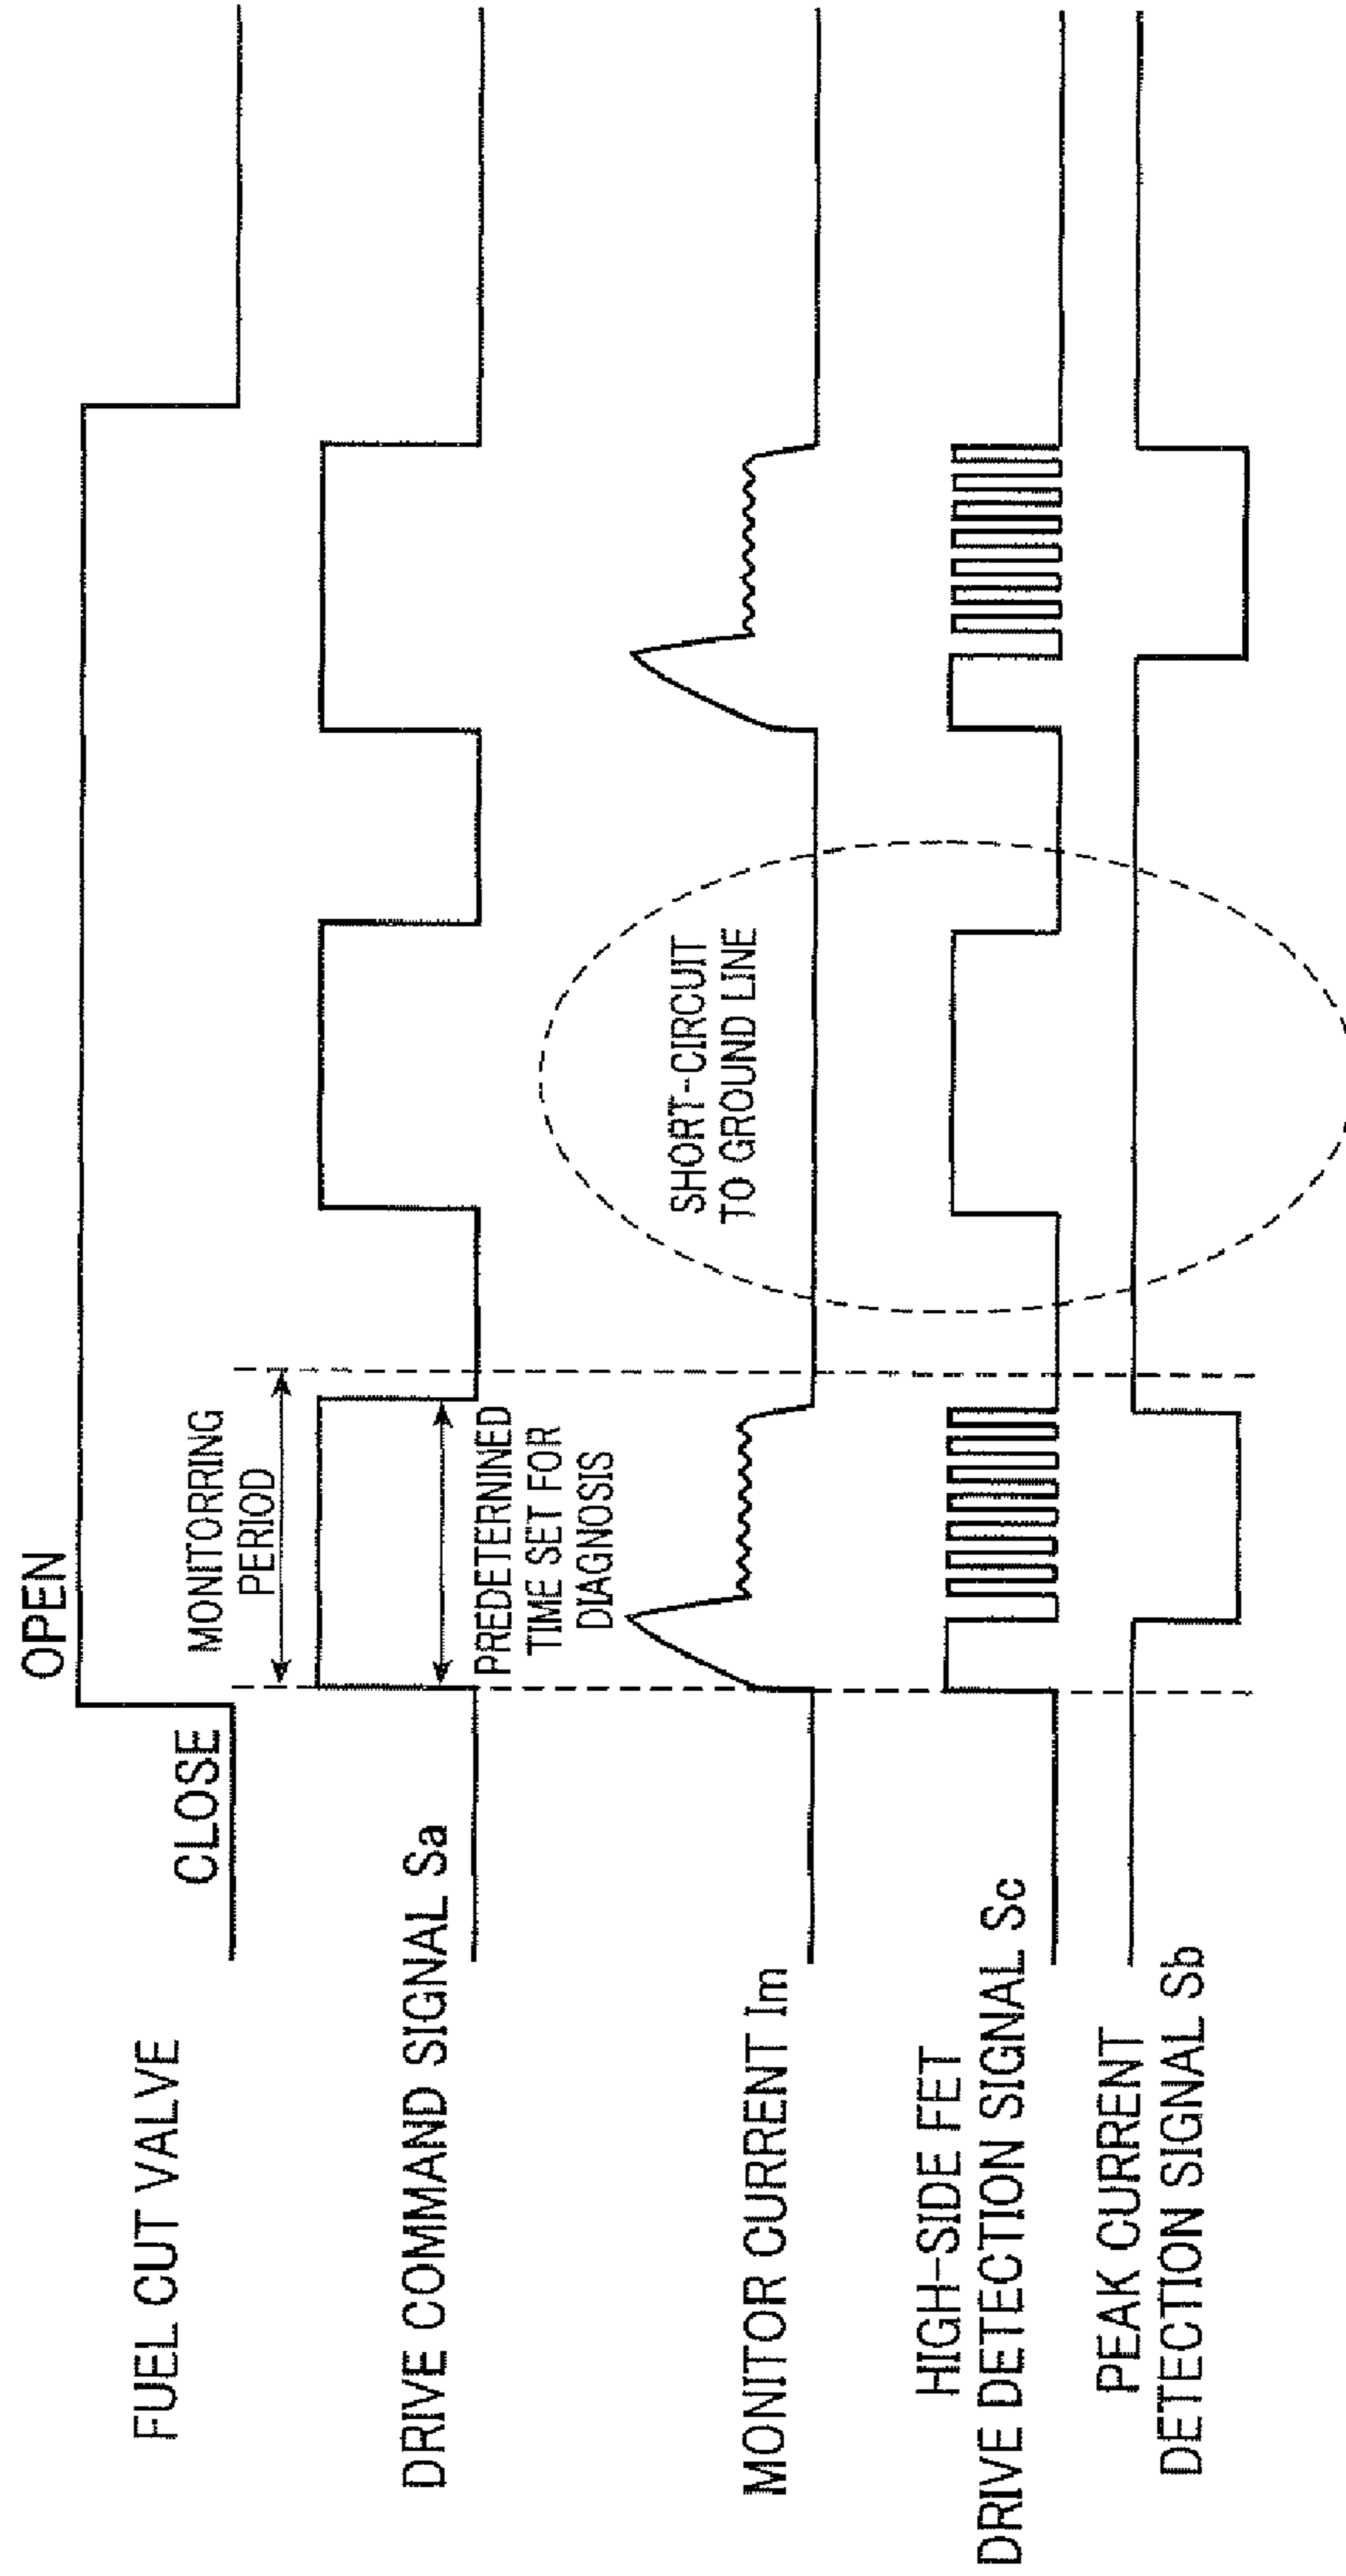 FUEL CUT VALVE
CLOSE
OPEN
MONITORRING
PERIOD
DRIVE COMMAND SIGNAL Sa
PREDETERNINED
TIME SET FOR
DIAGNOSIS
MONITOR CURRENT Im
SHORT-CIRCUIT
TO GROUND LINE
HIGH-SIDE FET
DRIVE DETECTION SIGNAL Sc
PEAK CURRENT
DETECTION SIGNAL Sb